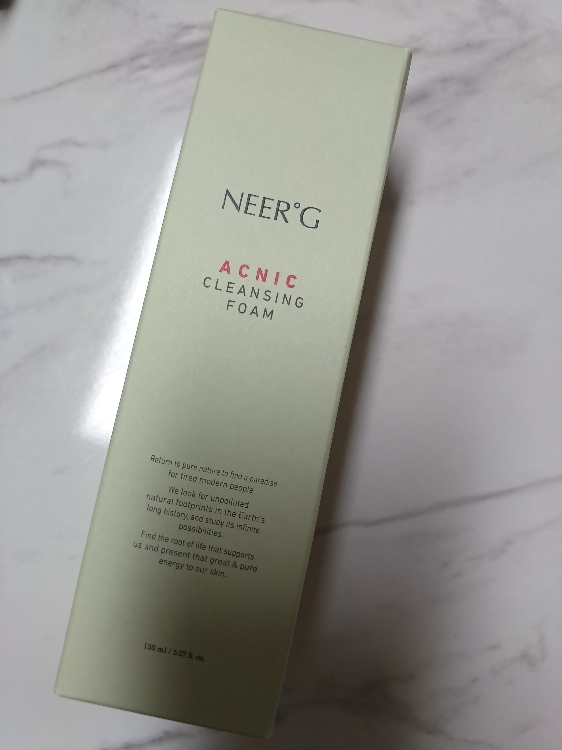 NEER°G
ACNIC
CLEANSING
FOAM
Return to pure nature to find a paradise
for tired modern people.
We look for unpolluted
natural footprints in the Earth's
long history, and study its infinite
possibilities.
Find the root of life that supports
us and present that great & pure
energy to our skin.
150 ml / 5.07 fl. oz.